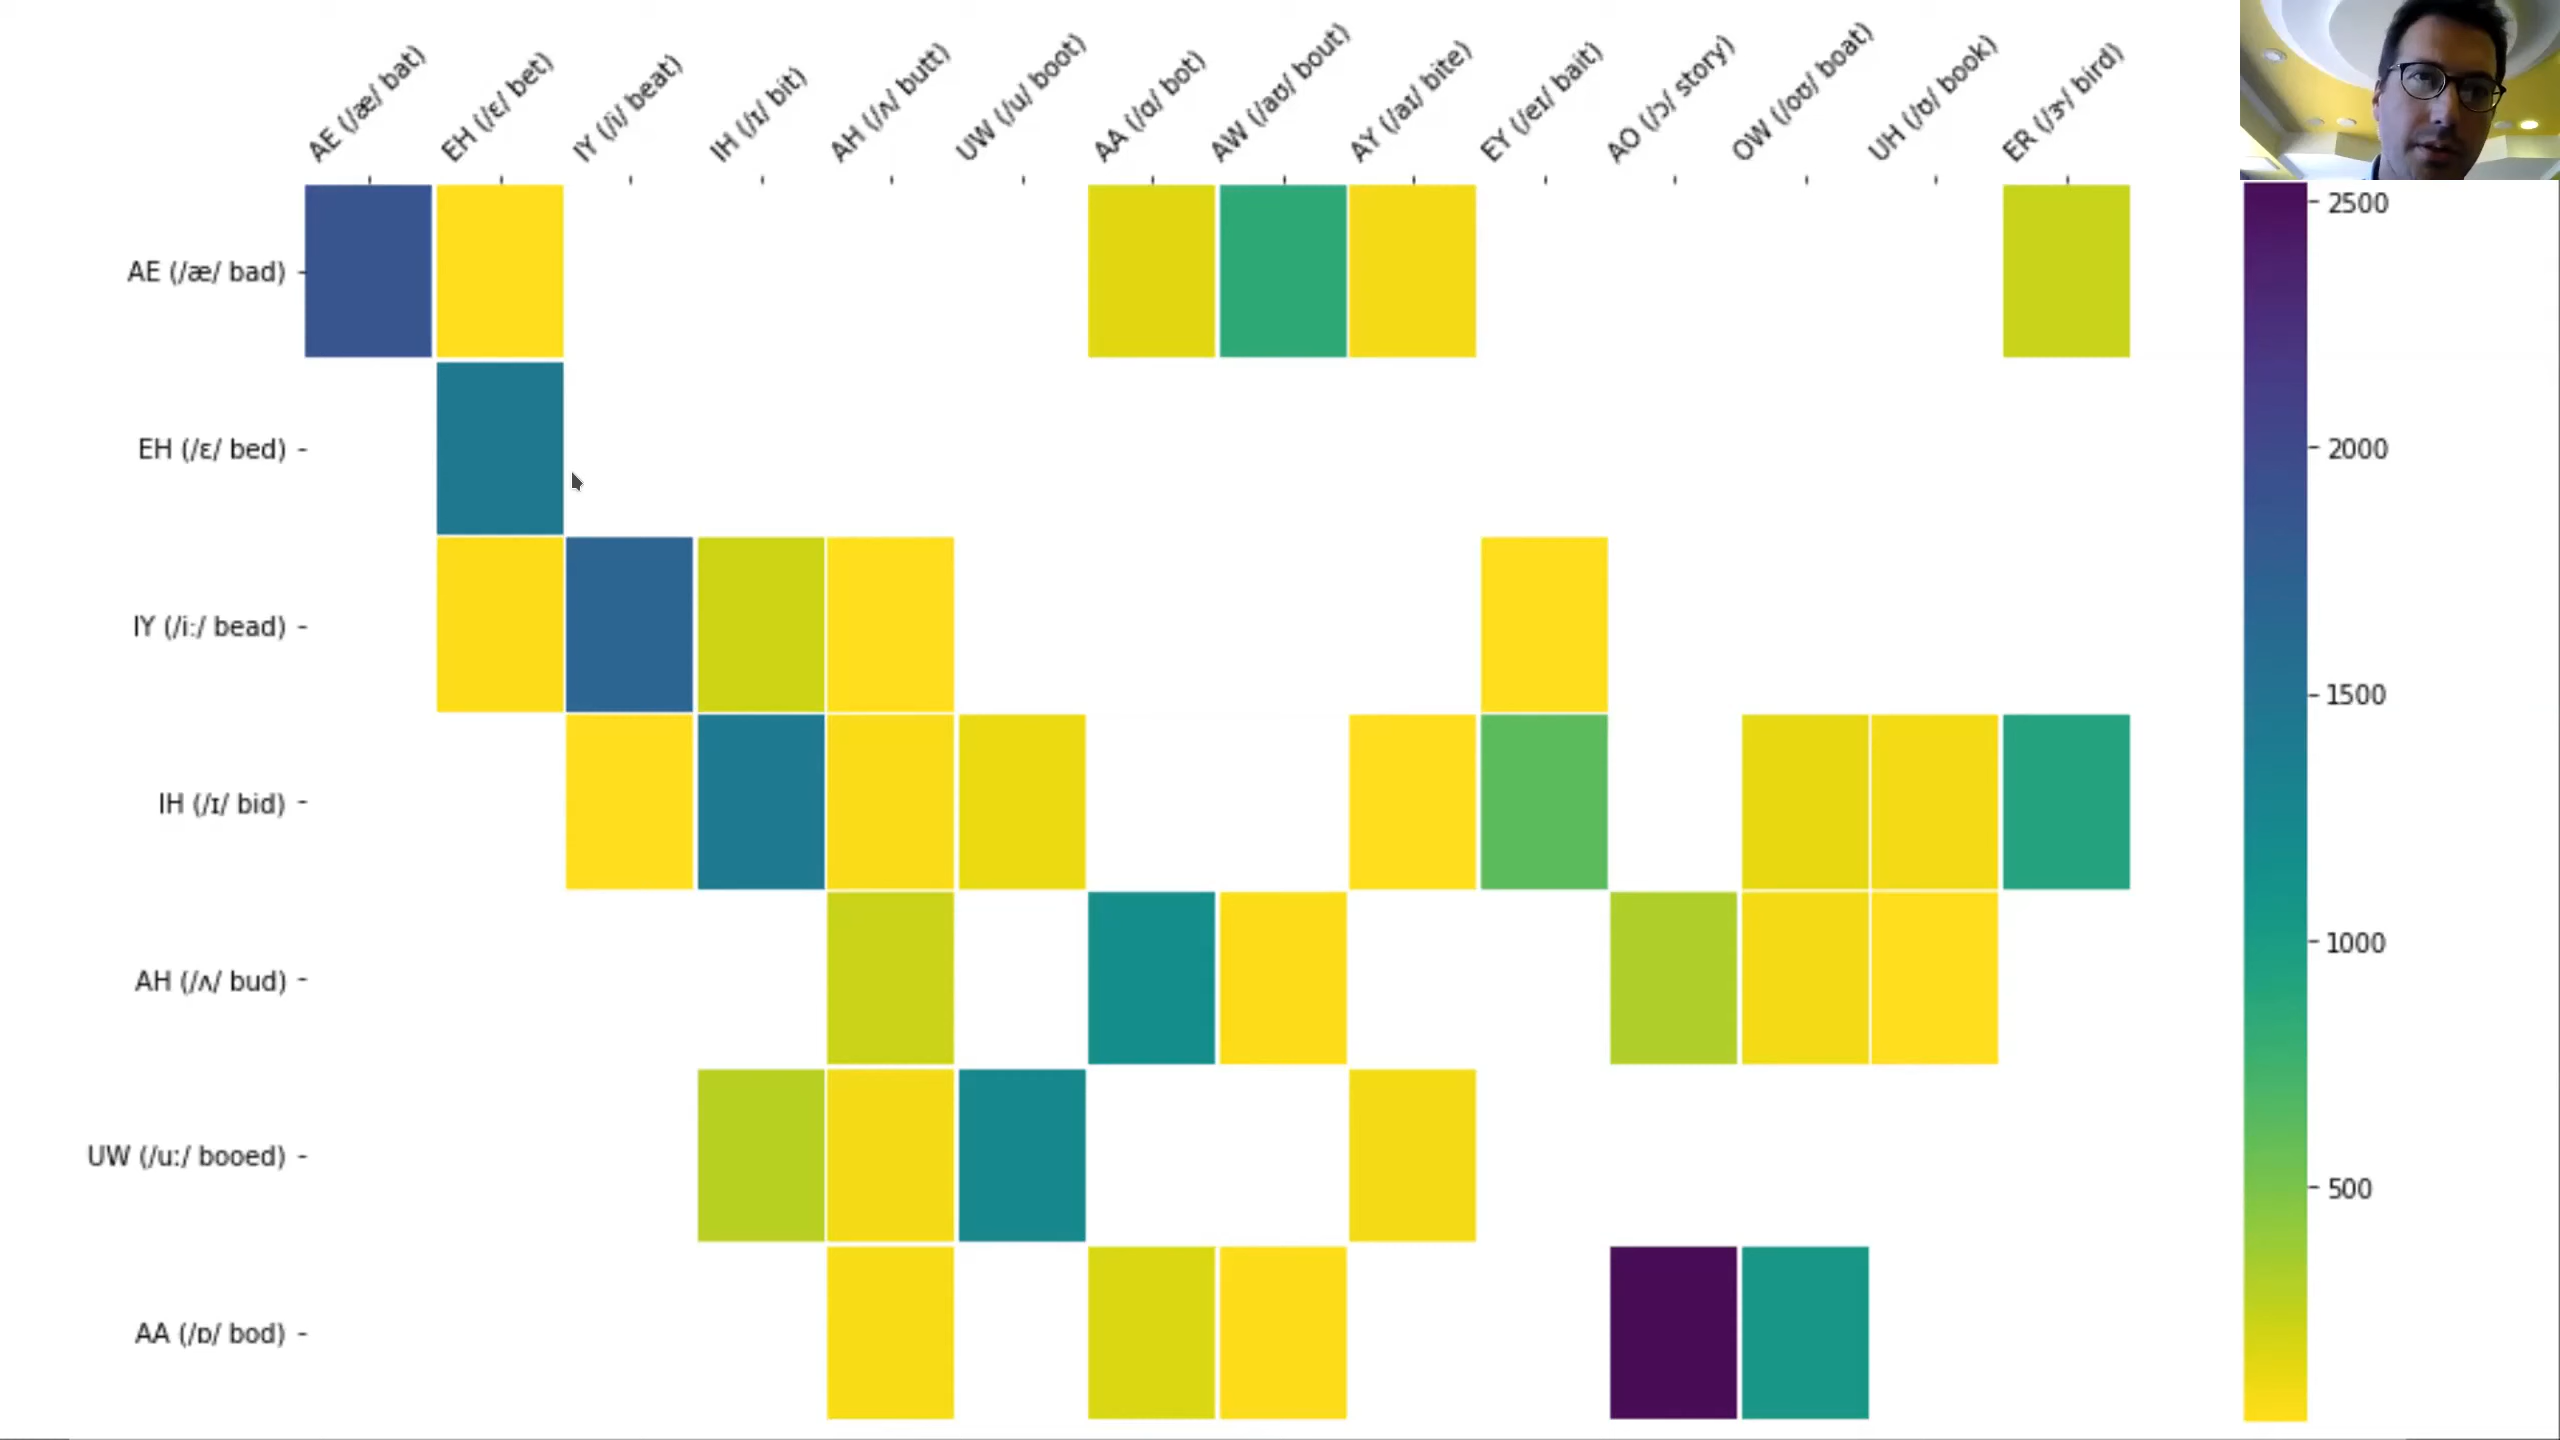 AE (/æ/ bat)
EH (/ɛ/ bet)
IY (/i/ beat)
IH (/ɪ/ bit)
AH (/ʌ/ butt)
UW (/u/ boot)
AA (/ɑ/ bot)
AW (/aʊ/ bout)
AY (/aɪ/ bite)
EY (/eɪ/ bait)
AO (/ɔ/ story)
OW (/oʊ/ boat)
UH (/ʊ/ book)
ER (/ɝ/ bird)
AE (/æ/ bad)
EH (/ɛ/ bed)
IY (/iː/ bead)
IH (/ɪ/ bid)
AH (/ʌ/ bud)
UW (/uː/ booed)
AA (/ɒ/ bod)
2500
2000
1500
1000
500